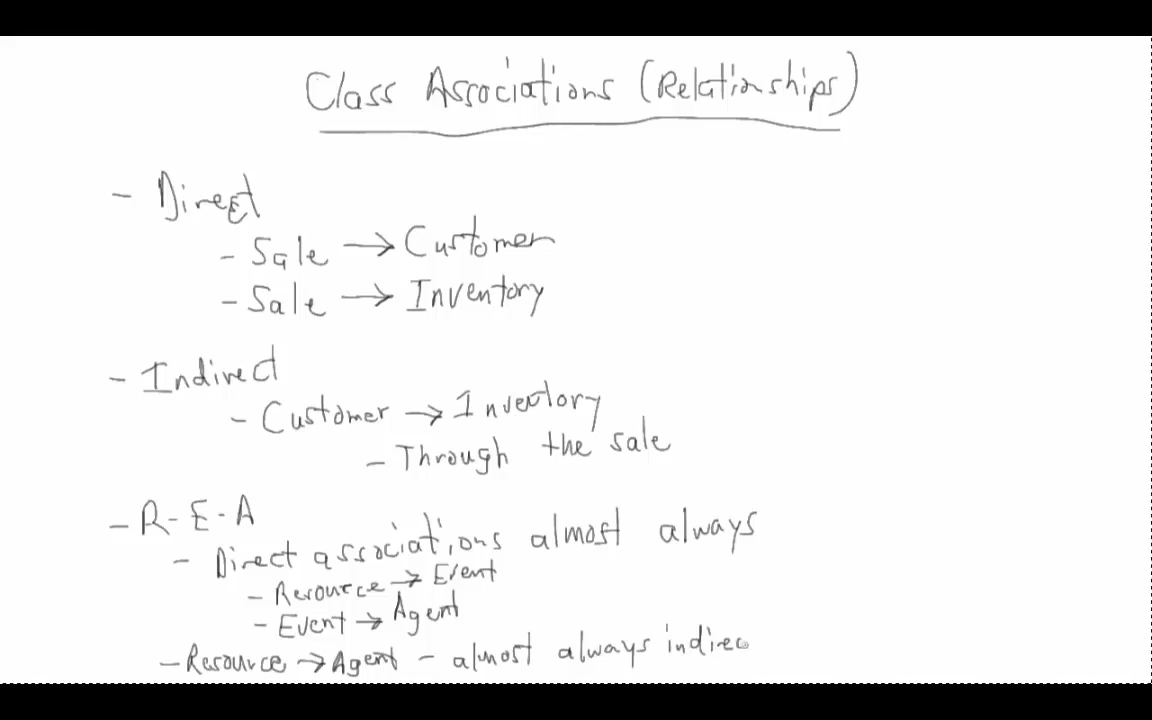 Class Associations (Relationships)
- Direct
- Sale → Customer
- Sale → Inventory
- Indirect
- Customer → Inventory
- Through the sale
- R-E-A
- Direct associations almost always
- Resource → Event
- Event → Agent
- Resource → Agent - almost always indirec